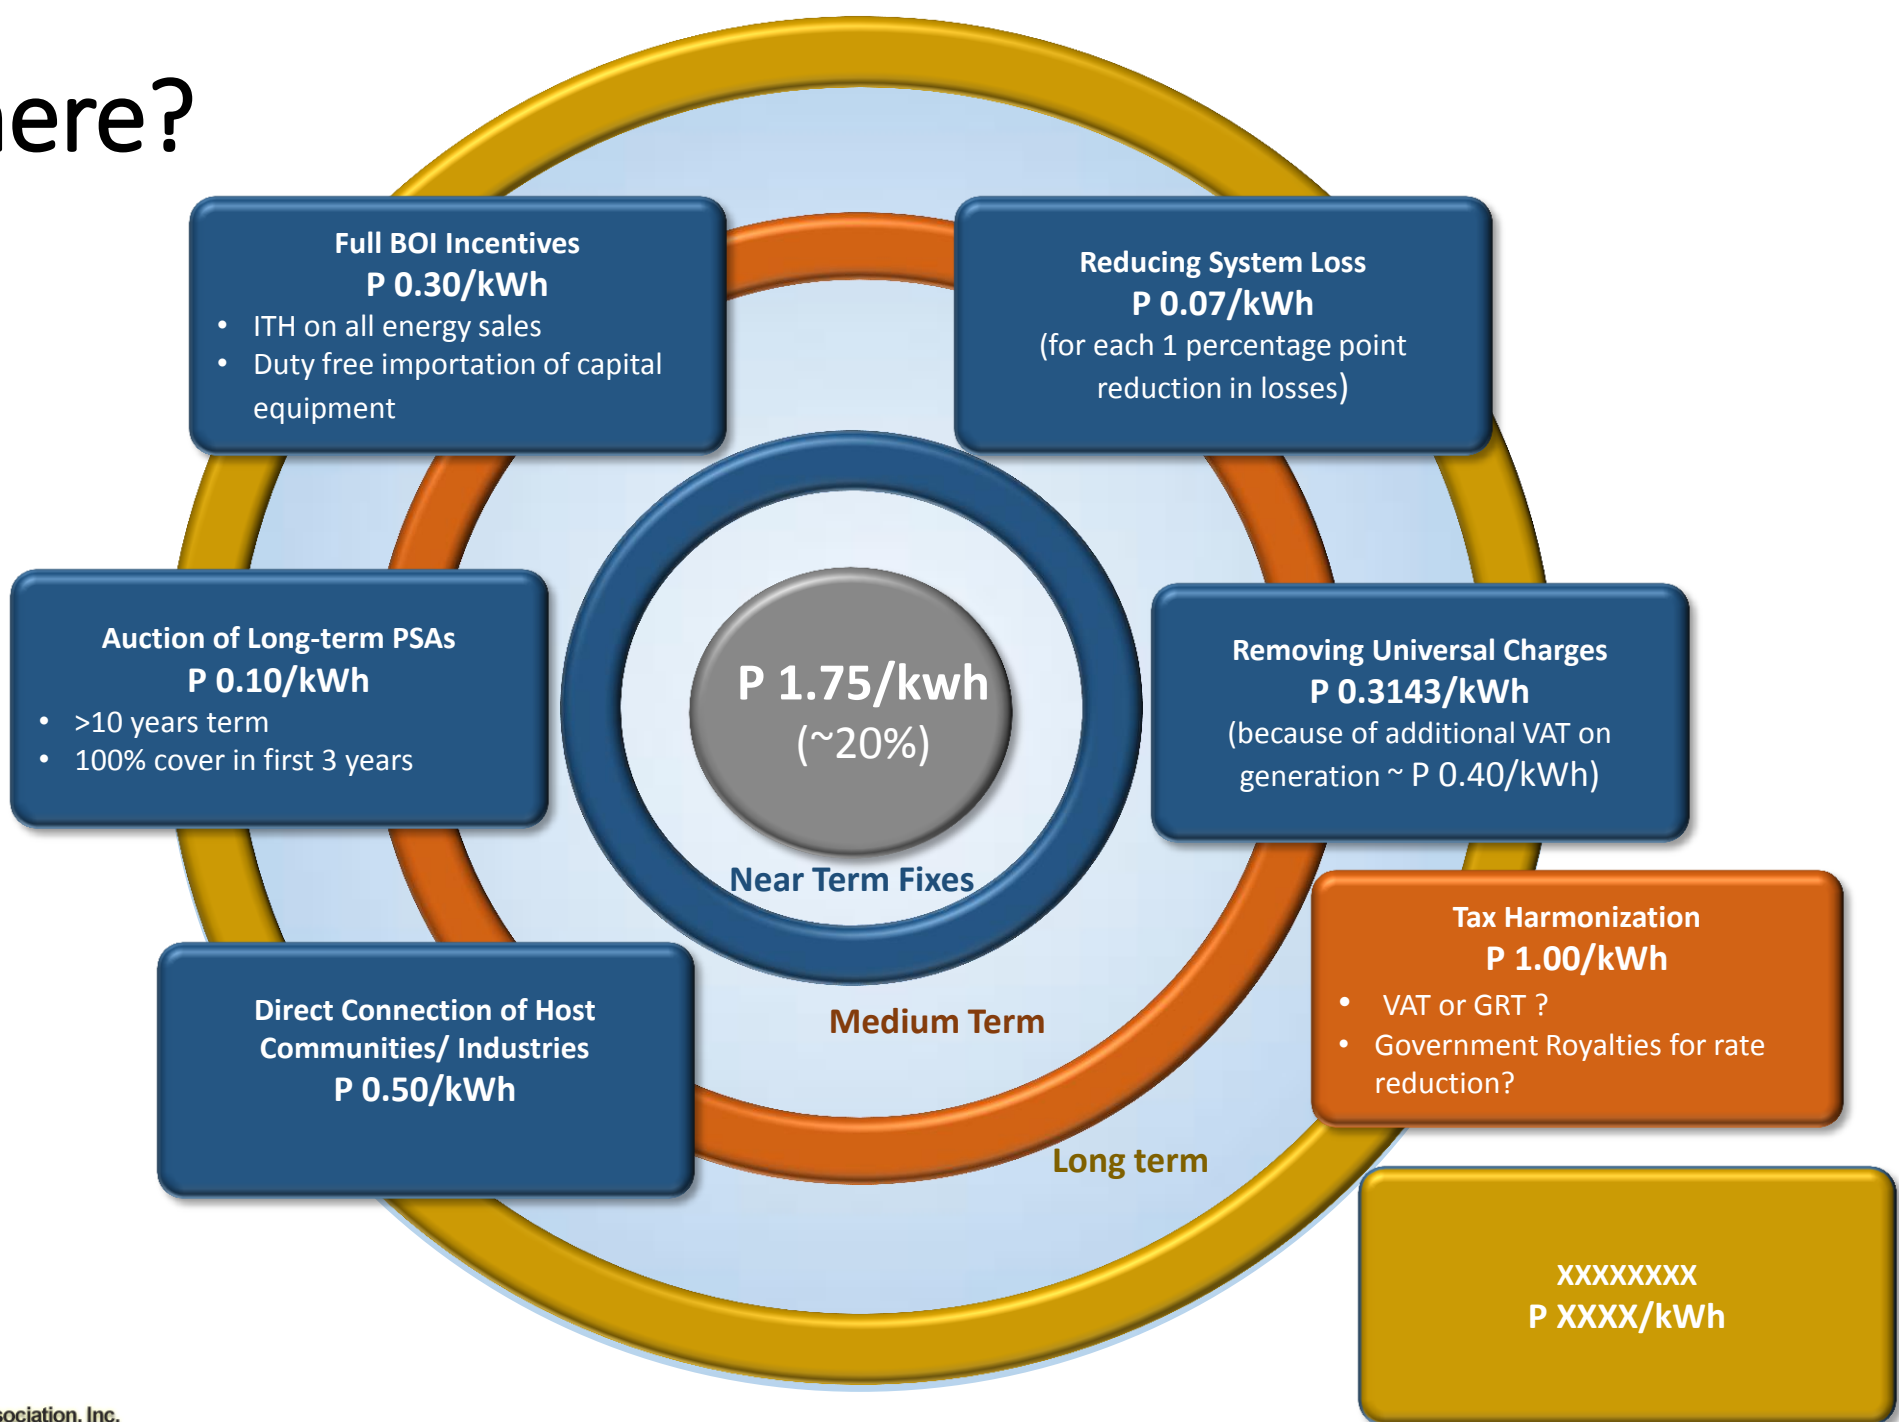 here?
Full BOI Incentives
P 0.30/kWh
• ITH on all energy sales
• Duty free importation of capital
equipment
Reducing System Loss
P 0.07/kWh
(for each 1 percentage point
reduction in losses)
Auction of Long-term PSAs
P 0.10/kWh
• >10 years term
• 100% cover in first 3 years
P 1.75/kwh
(~20%)
Near Term Fixes
Removing Universal Charges
P 0.3143/kWh
(because of additional VAT on
generation ~ P 0.40/kWh)
Direct Connection of Host
Communities/ Industries
P 0.50/kWh
Medium Term
Tax Harmonization
P 1.00/kWh
• VAT or GRT ?
• Government Royalties for rate
reduction?
Long term
XXXXXXXX
P XXXX/kWh
sociation, Inc.